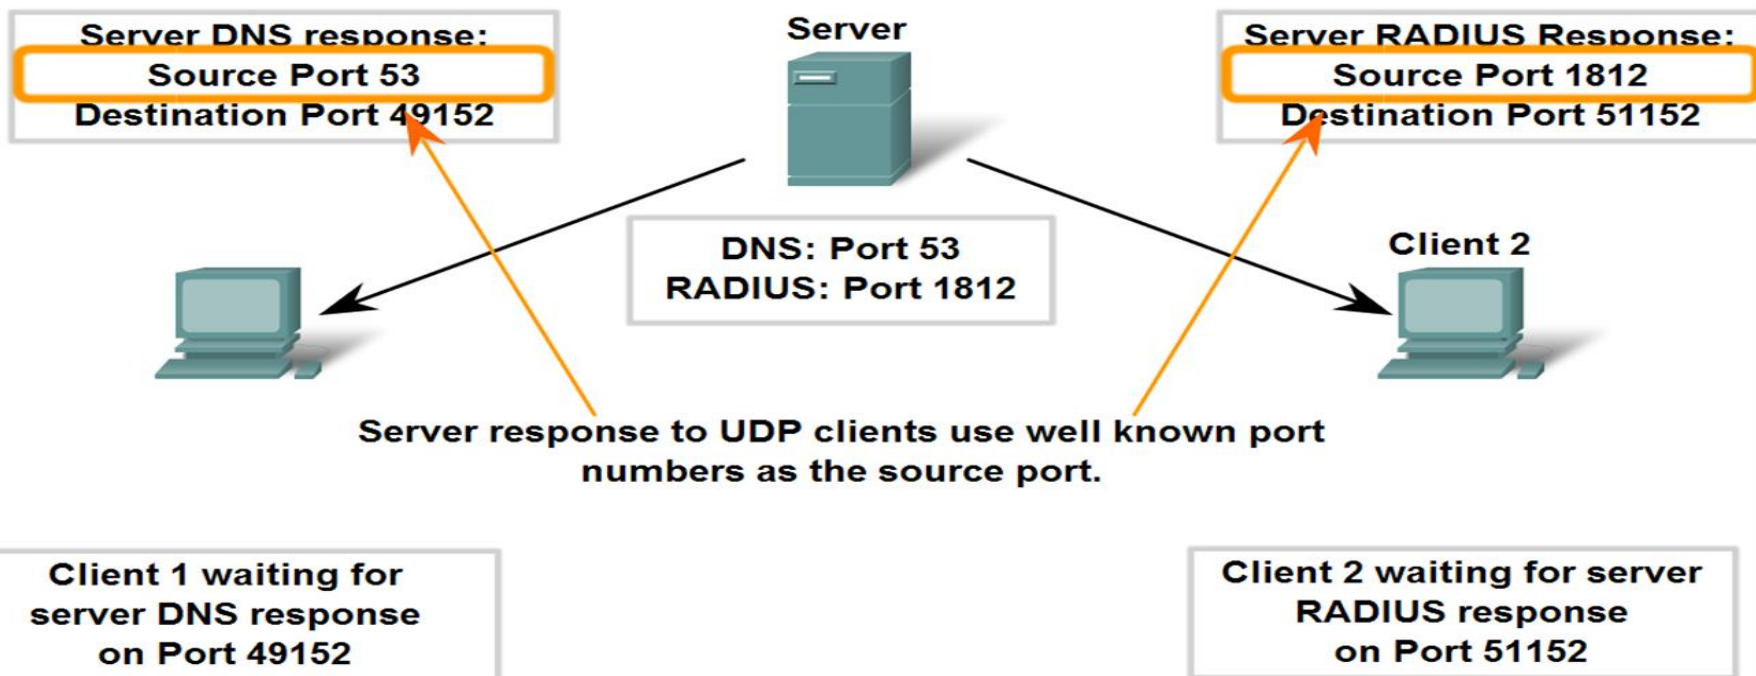 Server DNS response:
Source Port 53
Destination Port 49152
Server
Server RADIUS Response:
Source Port 1812
Destination Port 51152
DNS: Port 53
RADIUS: Port 1812
Client 2
Server response to UDP clients use well known port
numbers as the source port.
Client 1 waiting for
server DNS response
on Port 49152
Client 2 waiting for server
RADIUS response
on Port 51152